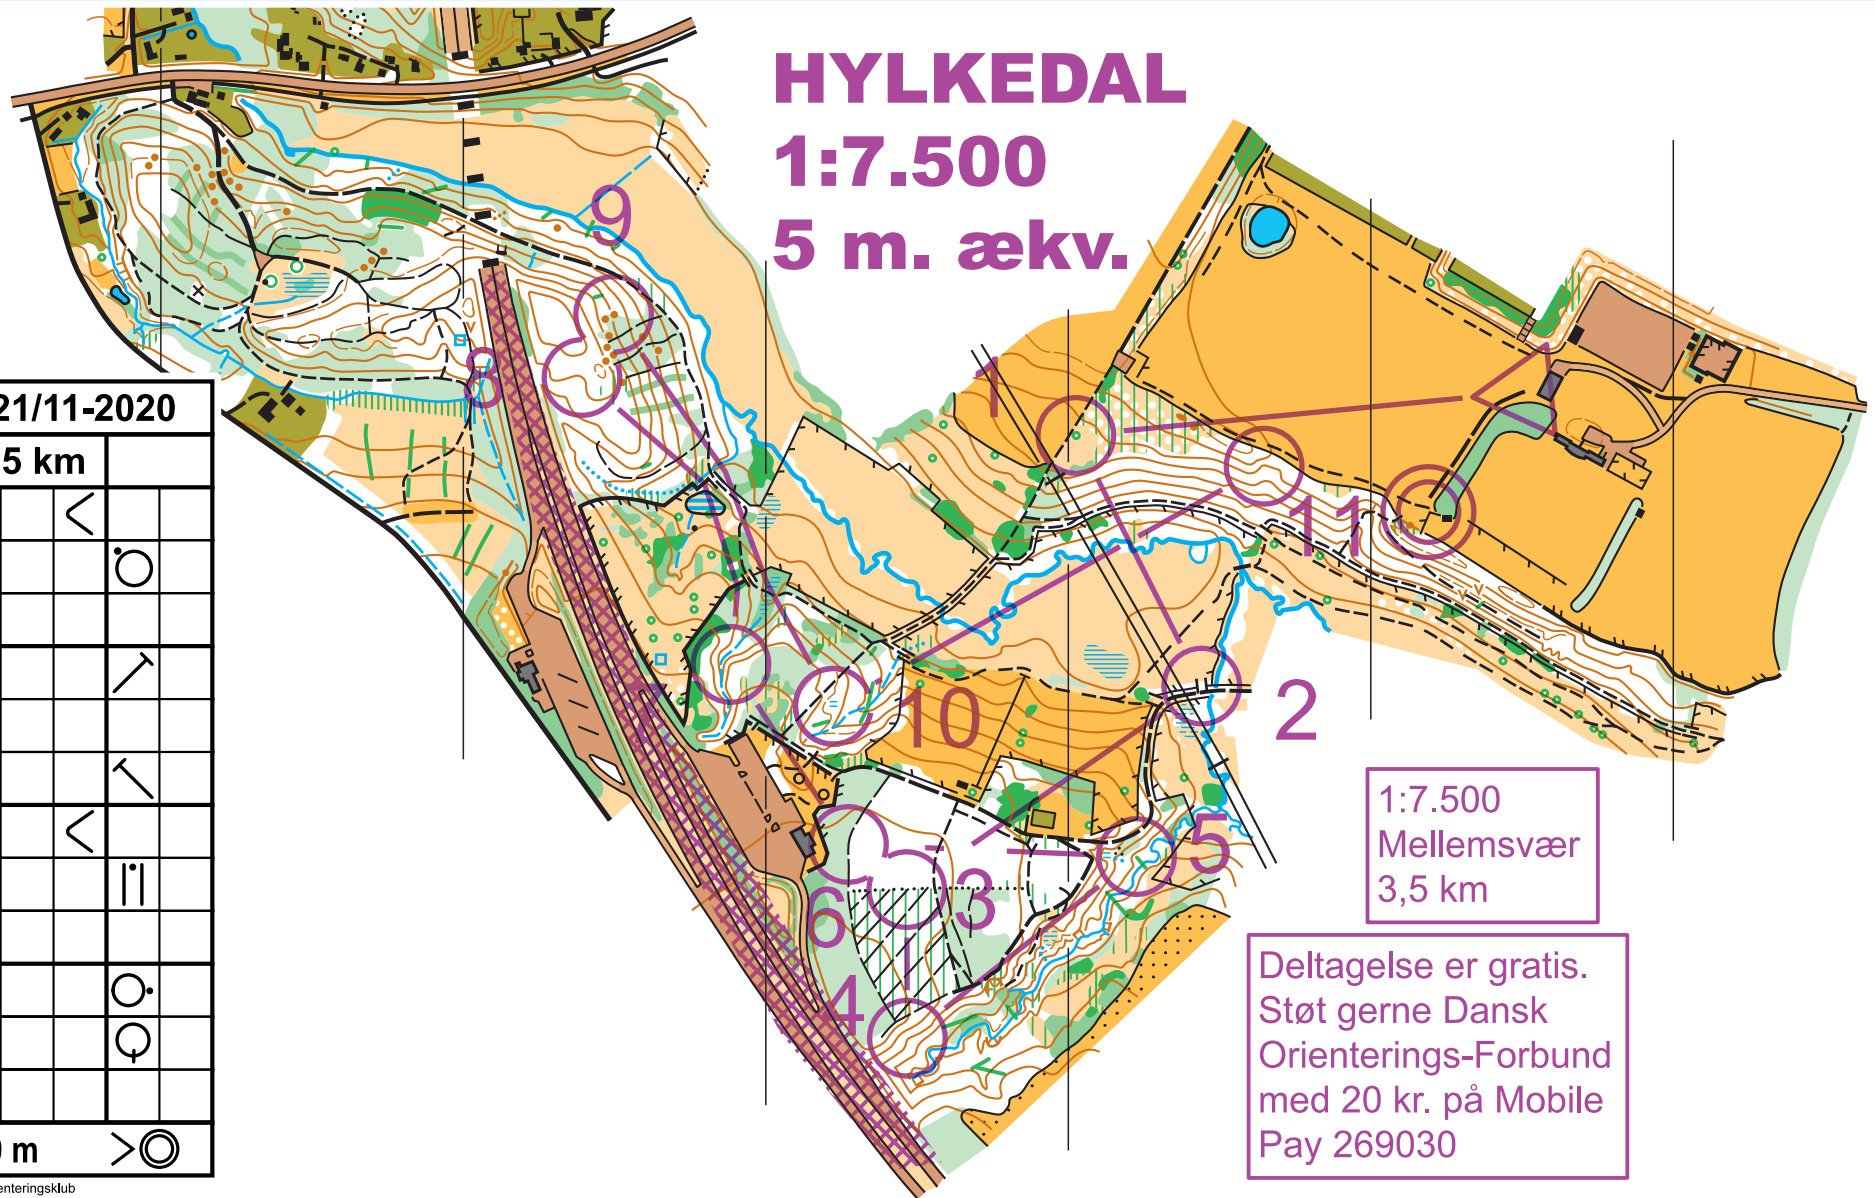 HYLKEDAL
1:7.500
5 m. ækv.
21/11-2020
5 km
m
1
2
3
4
5
6
8
9
10
11
1:7.500
Mellemsvær
3,5 km
Deltagelse er gratis.
Støt gerne Dansk
Orienterings-Forbund
med 20 kr. på Mobile
Pay 269030
enteringsklub